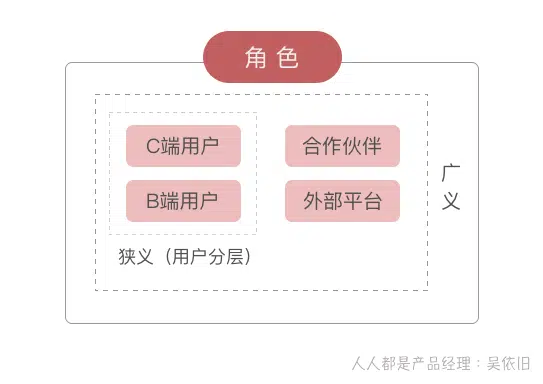 角色
C端用户
合作伙伴
B端用户
外部平台
广
义
狭义（用户分层）
人人都是产品经理：吴依旧